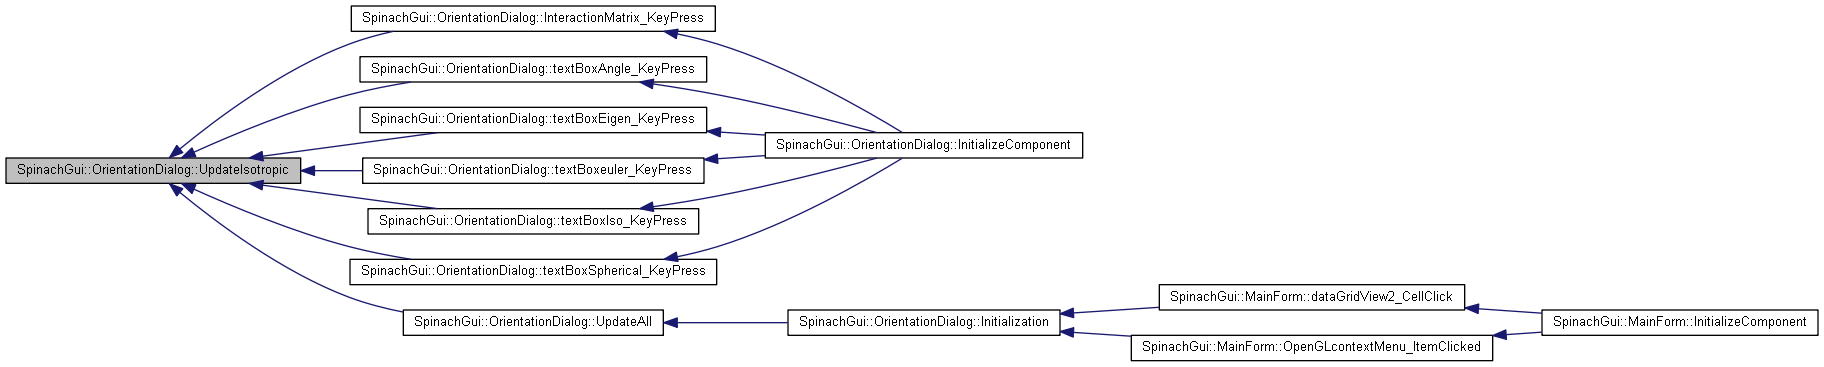 SpinachGui::OrientationDialog::InteractionMatrix_KeyPress
SpinachGui::OrientationDialog::textBoxAngle_KeyPress
SpinachGui::OrientationDialog::textBoxEigen_KeyPress
SpinachGui::OrientationDialog::InitializeComponent
SpinachGui::OrientationDialog::UpdateIsotropic
SpinachGui::OrientationDialog::textBoxeuler_KeyPress
SpinachGui::OrientationDialog::textBoxIso_KeyPress
SpinachGui::OrientationDialog::textBoxSpherical_KeyPress
SpinachGui::MainForm::dataGridView2_CellClick
SpinachGui::OrientationDialog::UpdateAll
SpinachGui::OrientationDialog::Initialization
SpinachGui::MainForm::InitializeComponent
SpinachGui::MainForm::OpenGLcontextMenu_ItemClicked